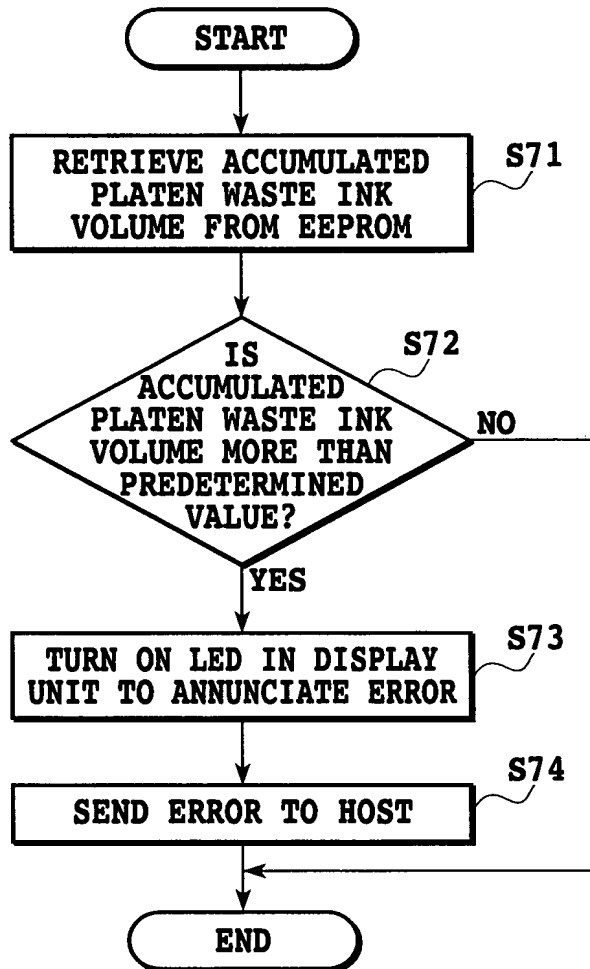 START
RETRIEVE ACCUMULATED
PLATEN WASTE INK
VOLUME FROM EEPROM
S71
IS
ACCUMULATED
PLATEN WASTE INK
VOLUME MORE THAN
PREDETERMINED
VALUE?
S72
NO
YES
TURN ON LED IN DISPLAY
UNIT TO ANNUNCIATE ERROR
S73
SEND ERROR TO HOST
S74
END